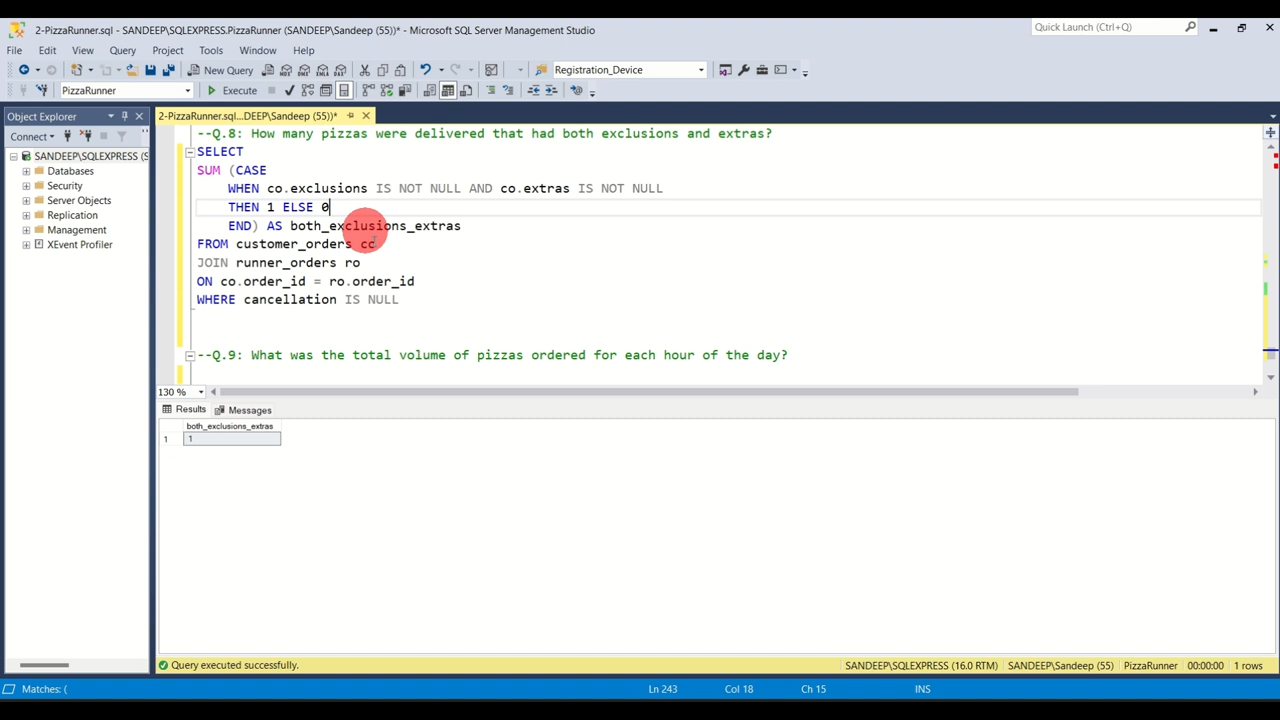 2-PizzaRunner.sql - SANDEEP\SQLEXPRESS.PizzaRunner (SANDEEP\Sandeep (55))* - Microsoft SQL Server Management Studio
Quick Launch (Ctrl+Q)
File Edit View Query Project Tools Window Help
New Query
Registration_Device
PizzaRunner
Execute
Object Explorer
2-PizzaRunner.sql...DEEP\Sandeep (55))*
Connect
SANDEEP\SQLEXPRESS (S
Databases
Security
Server Objects
Replication
Management
XEvent Profiler
--Q.8: How many pizzas were delivered that had both exclusions and extras?
SELECT
SUM (CASE
WHEN co.exclusions IS NOT NULL AND co.extras IS NOT NULL
THEN 1 ELSE 0
END) AS both_exclusions_extras
FROM customer_orders co
JOIN runner_orders ro
ON co.order_id = ro.order_id
WHERE cancellation IS NULL
--Q.9: What was the total volume of pizzas ordered for each hour of the day?
130 %
Results Messages
both_exclusions_extras
1 1
Query executed successfully.
SANDEEP\SQLEXPRESS (16.0 RTM) SANDEEP\Sandeep (55) PizzaRunner 00:00:00 1 rows
Matches: (
Ln 243 Col 18 Ch 15 INS